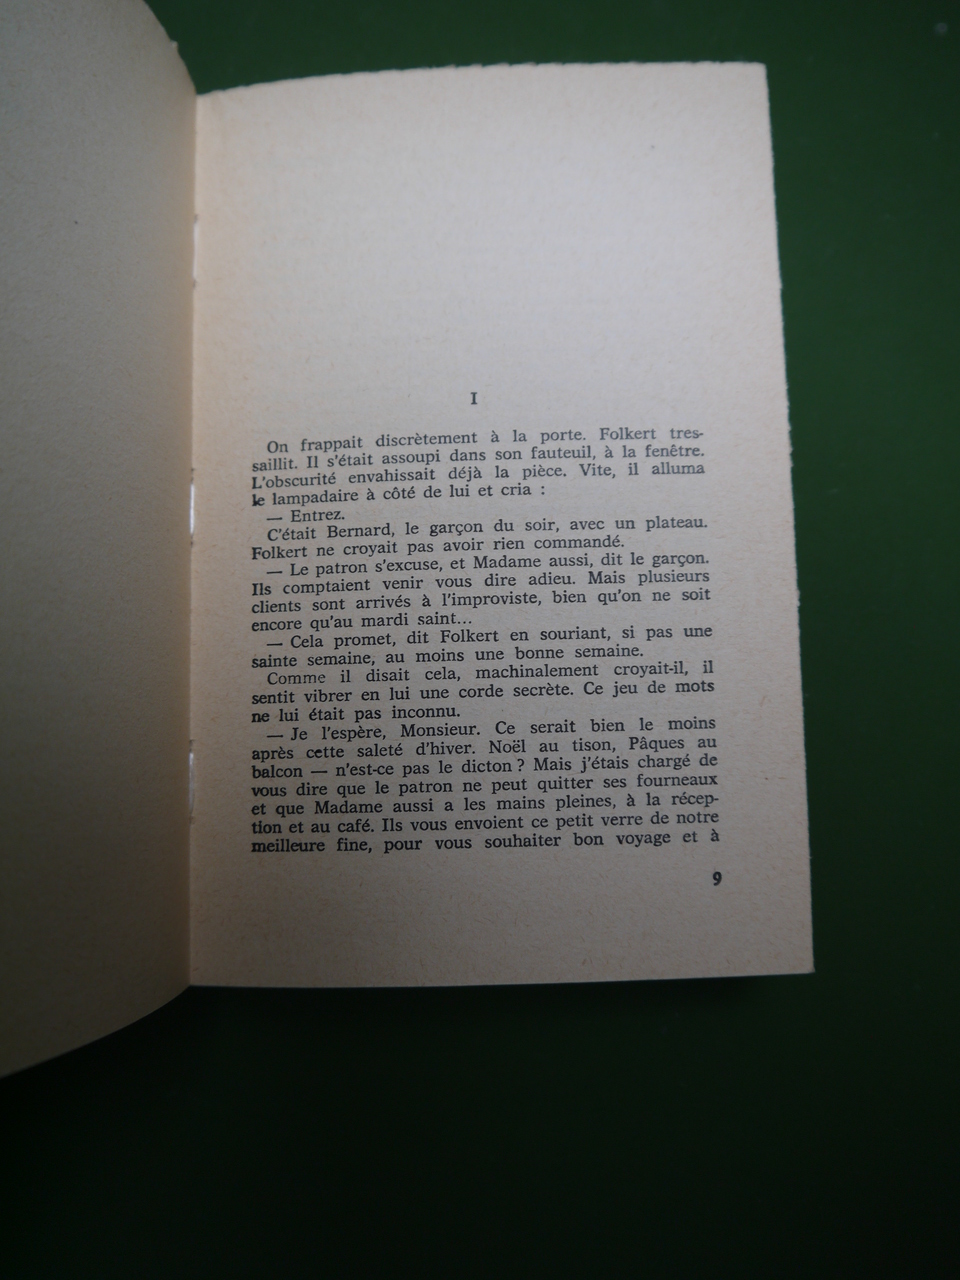 I
On frappait discrètement à la porte. Folkert tres-
saillit. Il s'était assoupi dans son fauteuil, à la fenêtre.
L'obscurité envahissait déjà la pièce. Vite, il alluma
le lampadaire à côté de lui et cria :
— Entrez.
C'était Bernard, le garçon du soir, avec un plateau.
Folkert ne croyait pas avoir rien commandé.
— Le patron s'excuse, et Madame aussi, dit le garçon.
Ils comptaient venir vous dire adieu. Mais plusieurs
clients sont arrivés à l'improviste, bien qu'on ne soit
encore qu'au mardi saint...
— Cela promet, dit Folkert en souriant, si pas une
sainte semaine, au moins une bonne semaine.
Comme il disait cela, machinalement croyait-il, il
sentit vibrer en lui une corde secrète. Ce jeu de mots
ne lui était pas inconnu.
— Je l'espère, Monsieur. Ce serait bien le moins
après cette saleté d'hiver. Noël au tison, Pâques au
balcon — n'est-ce pas le dicton ? Mais j'étais chargé de
vous dire que le patron ne peut quitter ses fourneaux
et que Madame aussi a les mains pleines, à la récep-
tion et au café. Ils vous envoient ce petit verre de notre
meilleure fine, pour vous souhaiter bon voyage et à
9